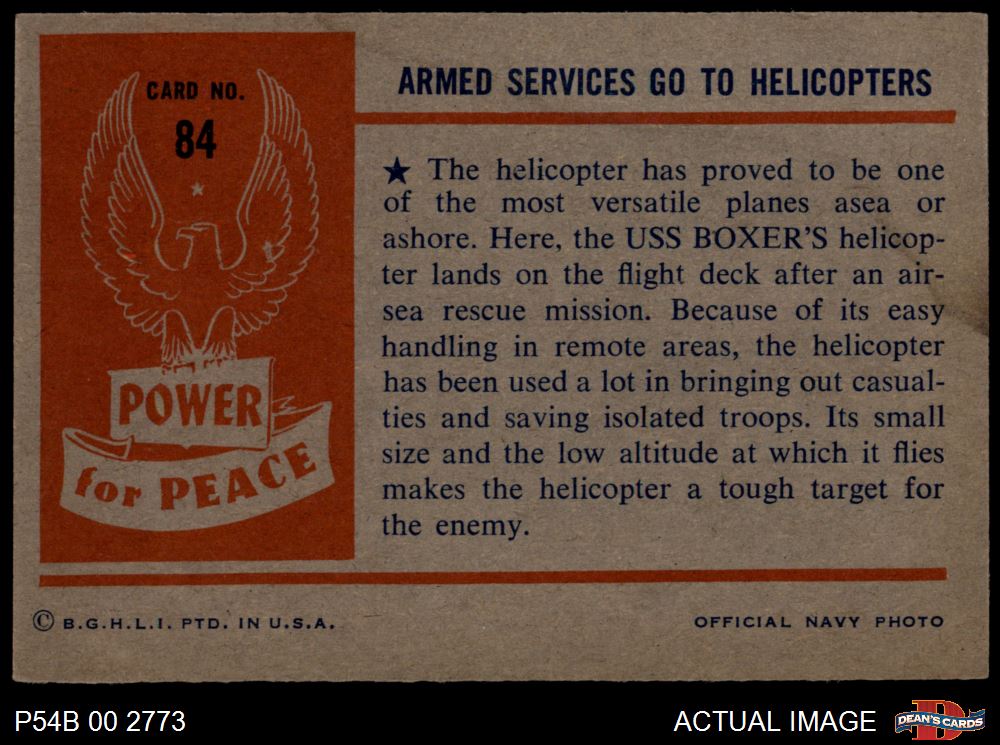 CARD NO.
84
POWER
for PEACE
ARMED SERVICES GO TO HELICOPTERS
★ The helicopter has proved to be one
of the most versatile planes asea or
ashore. Here, the USS BOXER'S helicop-
ter lands on the flight deck after an air-
sea rescue mission. Because of its easy
handling in remote areas, the helicopter
has been used a lot in bringing out casual-
ties and saving isolated troops. Its small
size and the low altitude at which it flies
makes the helicopter a tough target for
the enemy.
© B.G.H.L.I. PTD. IN U.S.A.
OFFICIAL NAVY PHOTO
P54B 00 2773
ACTUAL IMAGE
D
DEAN'S CARDS